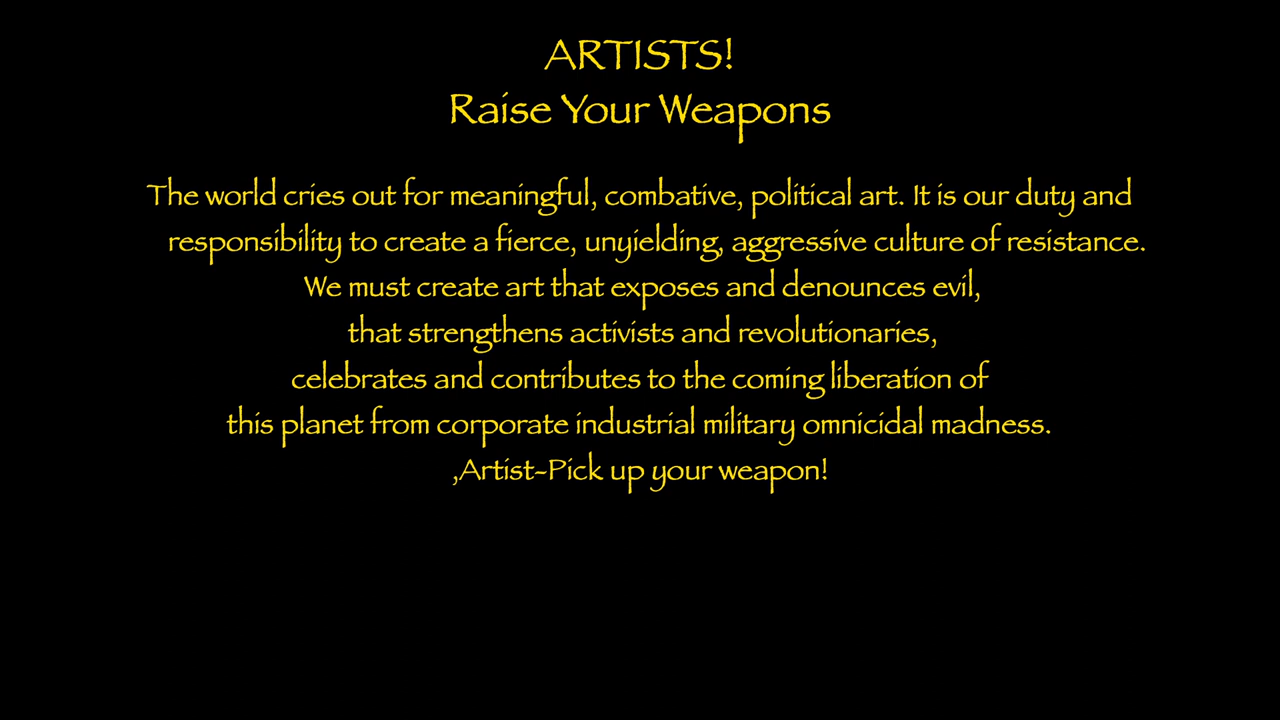 ARTISTS!
Raise Your Weapons
The world cries out for meaningful, combative, political art. It is our duty and
responsibility to create a fierce, unyielding, aggressive culture of resistance.
We must create art that exposes and denounces evil,
that strengthens activists and revolutionaries,
celebrates and contributes to the coming liberation of
this planet from corporate industrial military omnicidal madness.
,Artist-Pick up your weapon!